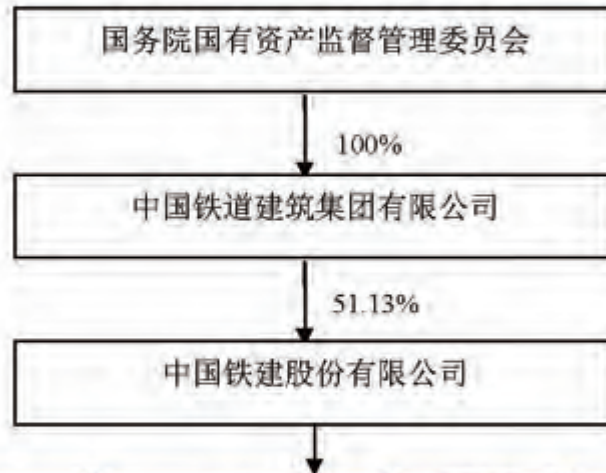 国务院国有资产监督管理委员会
100%
中国铁道建筑集团有限公司
51.13%
中国铁建股份有限公司